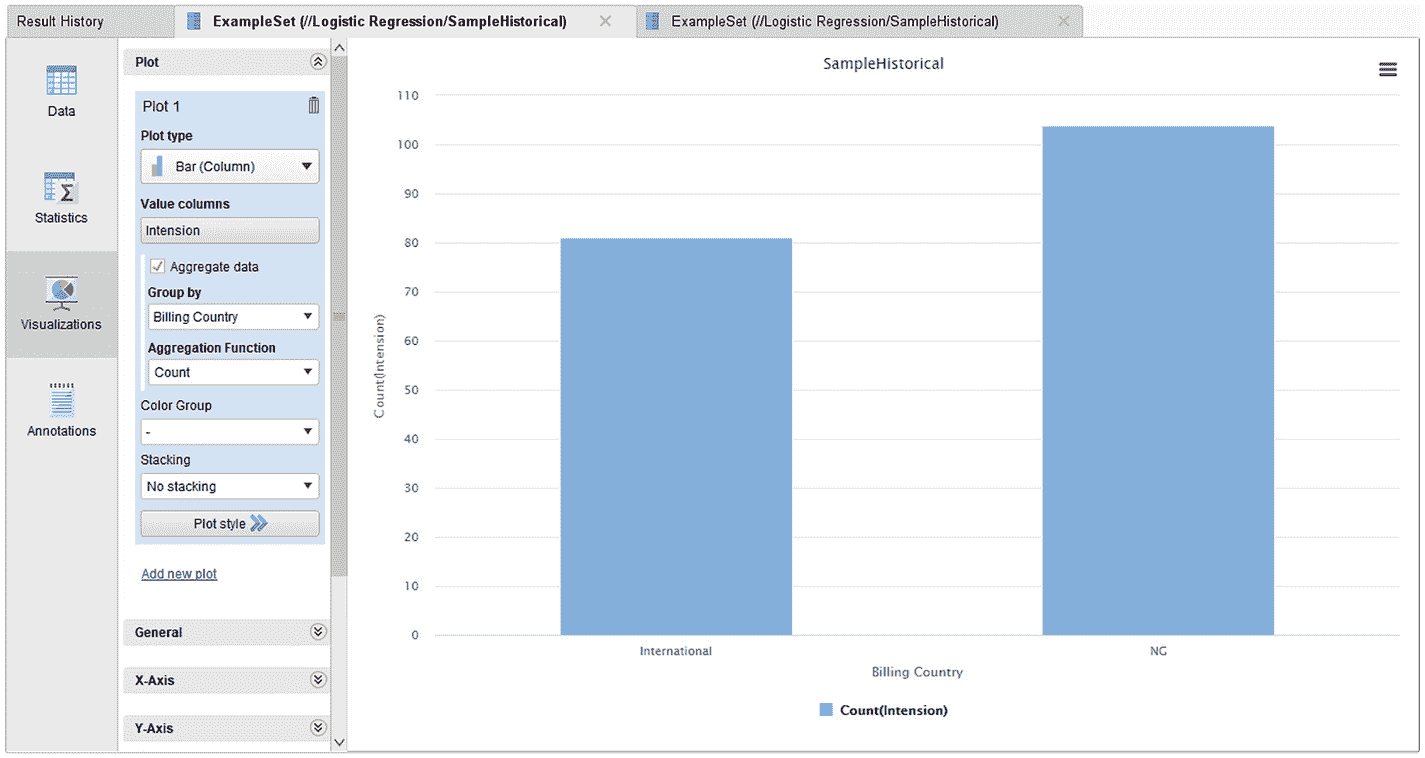 Result History
ExampleSet (//Logistic Regression/SampleHistorical)
ExampleSet (//Logistic Regression/SampleHistorical)
Data
Statistics
Visualizations
Annotations
Plot
Plot 1
Plot type
Bar (Column)
Value columns
Intension
Aggregate data
Group by
Billing Country
Aggregation Function
Count
Color Group
-
Stacking
No stacking
Plot style
Add new plot
General
X-Axis
Y-Axis
SampleHistorical
Count(Intension)
110
100
90
80
70
60
50
40
30
20
10
0
International
NG
Billing Country
Count(Intension)